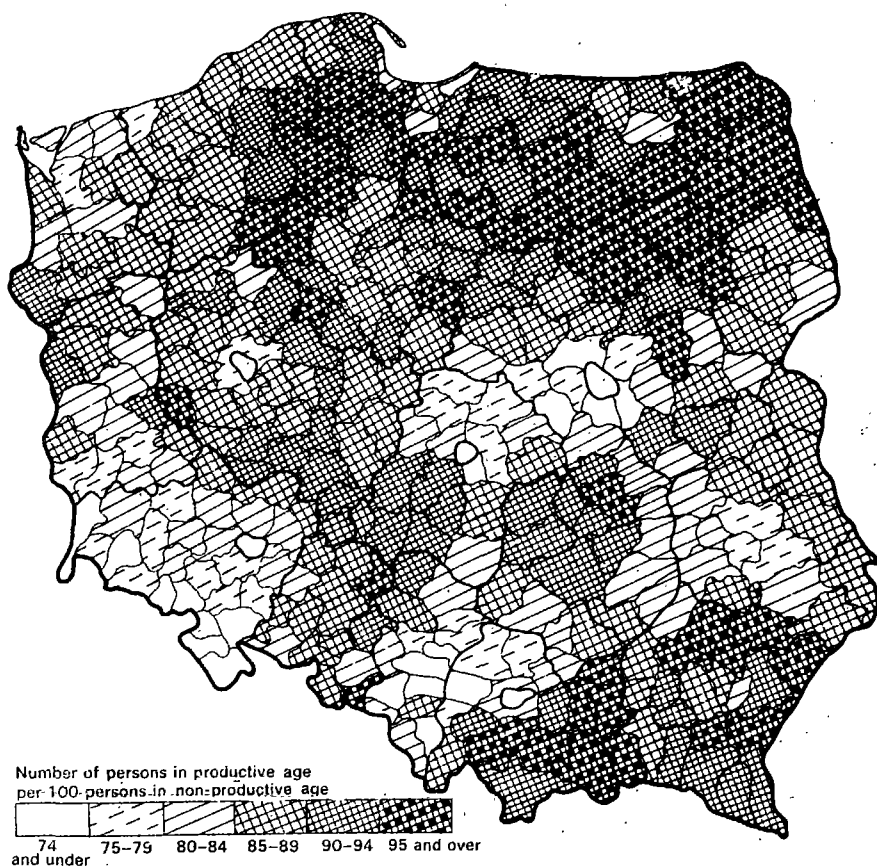 Number of persons in productive age
per 100 persons in non-productive age
74 75–79 80–84 85–89 90–94 95 and over
and under